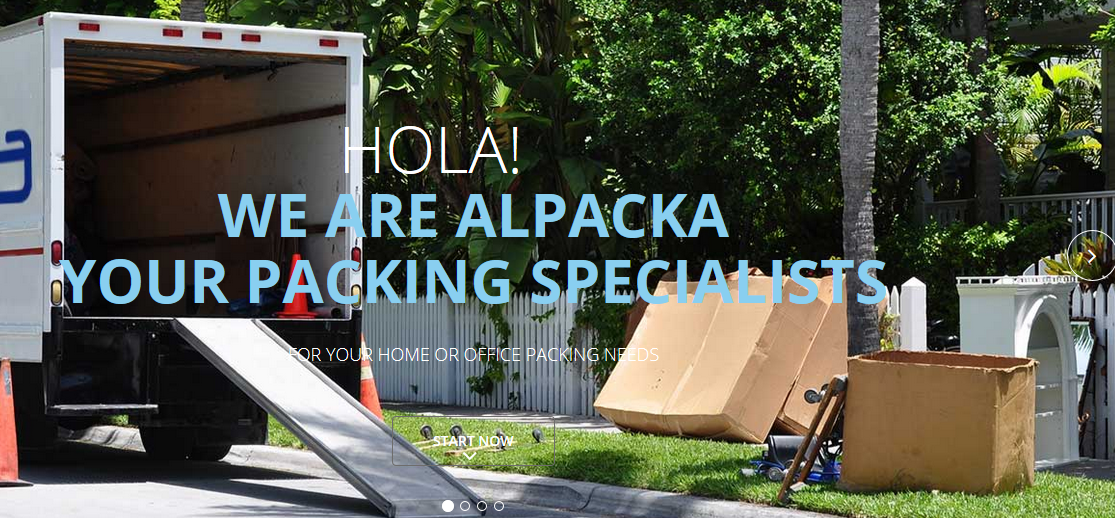 HOLA!
WE ARE ALPACKA
YOUR PACKING SPECIALISTS
FOR YOUR HOME OR OFFICE PACKING NEEDS
START NOW